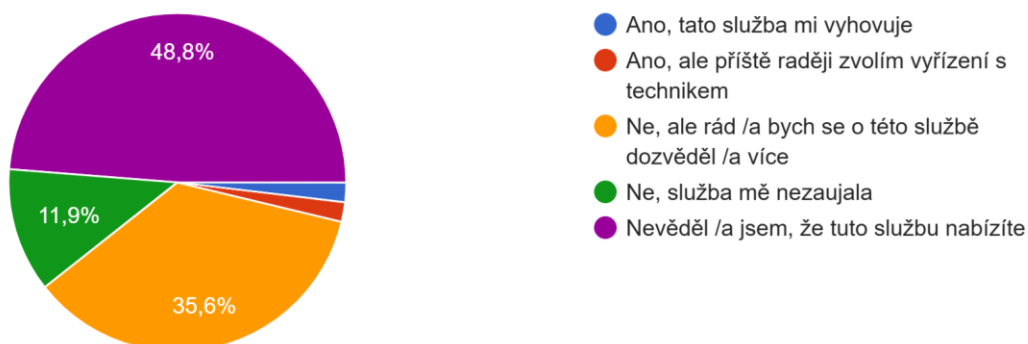 48,8%
11,9%
35,6%
Ano, tato služba mi vyhovuje
Ano, ale příště raději zvolím vyřízení s
technikem
Ne, ale rád /a bych se o této službě
dozvěděl /a více
Ne, služba mě nezaujala
Nevěděl /a jsem, že tuto službu nabízíte